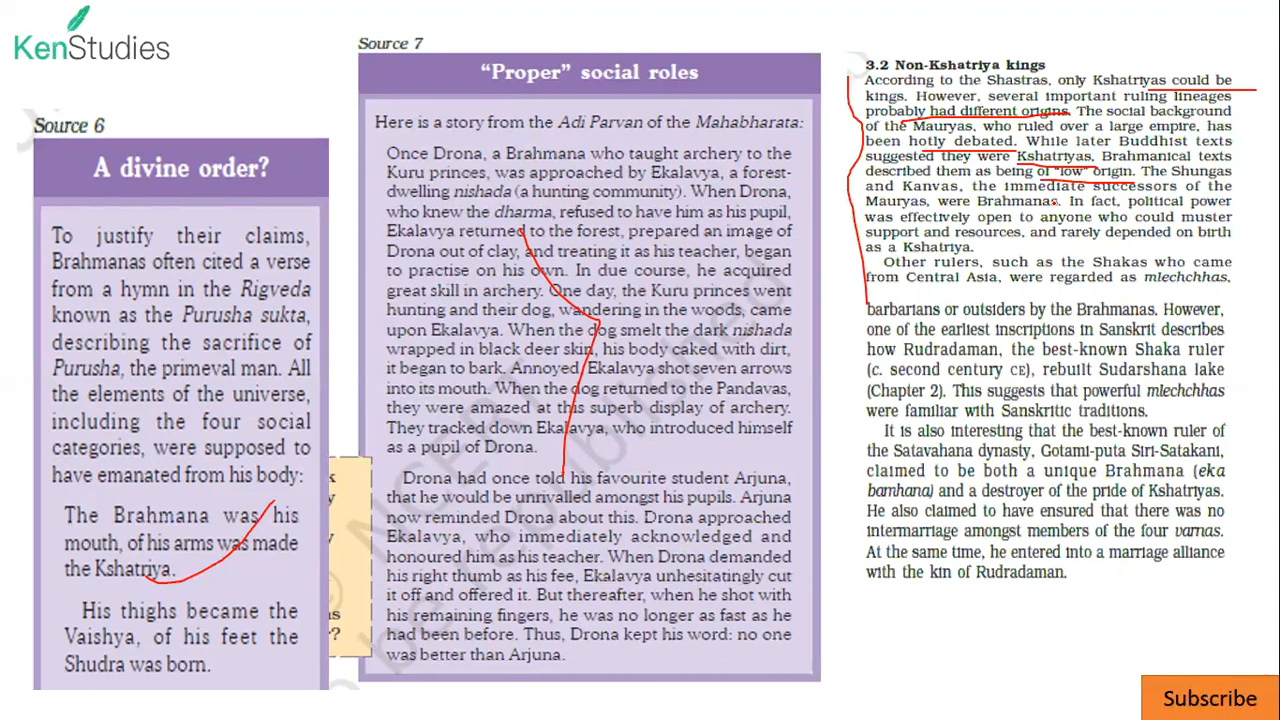 KenStudies
Source 6
A divine order?
To justify their claims,
Brahmanas often cited a verse
from a hymn in the Rigveda
known as the Purusha sukta,
describing the sacrifice of
Purusha, the primeval man. All
the elements of the universe,
including the four social
categories, were supposed to
have emanated from his body:
The Brahmana was his
mouth, of his arms was made
the Kshatriya.
His thighs became the
Vaishya, of his feet the
Shudra was born.
Source 7
“Proper” social roles
Here is a story from the Adi Parvan of the Mahabharata:
Once Drona, a Brahmana who taught archery to the
Kuru princes, was approached by Ekalavya, a forest-
dwelling nishada (a hunting community). When Drona,
who knew the dharma, refused to have him as his pupil,
Ekalavya returned to the forest, prepared an image of
Drona out of clay, and treating it as his teacher, began
to practise on his own. In due course, he acquired
great skill in archery. One day, the Kuru princes went
hunting and their dog, wandering in the woods, came
upon Ekalavya. When the dog smelt the dark nishada
wrapped in black deer skin, his body caked with dirt,
it began to bark. Annoyed, Ekalavya shot seven arrows
into its mouth. When the dog returned to the Pandavas,
they were amazed at this superb display of archery.
They tracked down Ekalavya, who introduced himself
as a pupil of Drona.
Drona had once told his favourite student Arjuna,
that he would be unrivalled amongst his pupils. Arjuna
now reminded Drona about this. Drona approached
Ekalavya, who immediately acknowledged and
honoured him as his teacher. When Drona demanded
his right thumb as his fee, Ekalavya unhesitatingly cut
it off and offered it. But thereafter, when he shot with
his remaining fingers, he was no longer as fast as he
had been before. Thus, Drona kept his word: no one
was better than Arjuna.
3.2 Non-Kshatriya kings
According to the Shastras, only Kshatriyas could be
kings. However, several important ruling lineages
probably had different origins. The social background
of the Mauryas, who ruled over a large empire, has
been hotly debated. While later Buddhist texts
suggested they were Kshatriyas, Brahmanical texts
described them as being of “low” origin. The Shungas
and Kanvas, the immediate successors of the
Mauryas, were Brahmanas. In fact, political power
was effectively open to anyone who could muster
support and resources, and rarely depended on birth
as a Kshatriya.
Other rulers, such as the Shakas who came
from Central Asia, were regarded as mlechchhas,
barbarians or outsiders by the Brahmanas. However,
one of the earliest inscriptions in Sanskrit describes
how Rudradaman, the best-known Shaka ruler
(c. second century CE), rebuilt Sudarshana lake
(Chapter 2). This suggests that powerful mlechchhas
were familiar with Sanskritic traditions.
It is also interesting that the best-known ruler of
the Satavahana dynasty, Gotami-puta Siri-Satakani,
claimed to be both a unique Brahmana (eka
bamhana) and a destroyer of the pride of Kshatriyas.
He also claimed to have ensured that there was no
intermarriage amongst members of the four varnas.
At the same time, he entered into a marriage alliance
with the kin of Rudradaman.
Subscribe